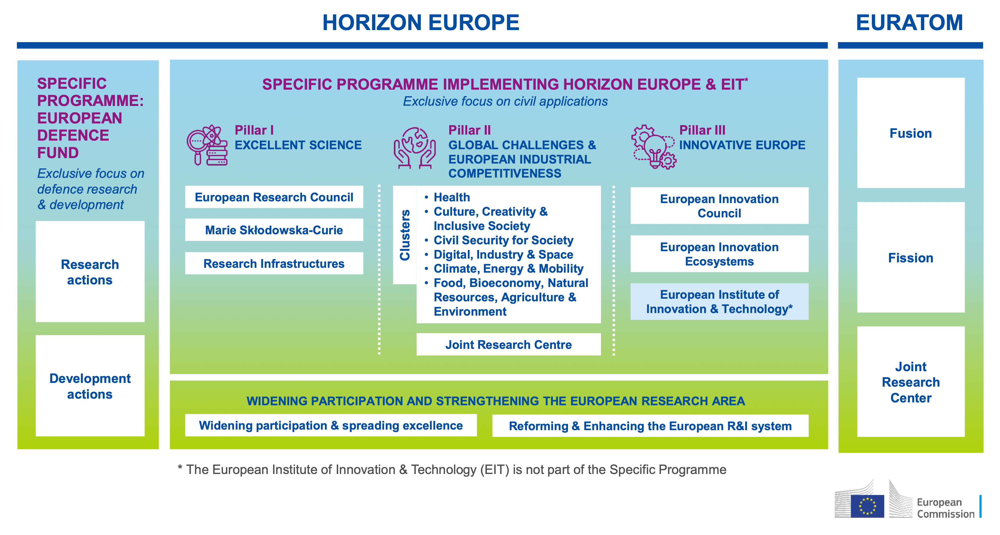 HORIZON EUROPE
EURATOM
SPECIFIC
PROGRAMME:
EUROPEAN
DEFENCE
FUND
Exclusive focus on
defence research
& development
Research
actions
Development
actions
SPECIFIC PROGRAMME IMPLEMENTING HORIZON EUROPE & EIT*
Exclusive focus on civil applications
Pillar I
EXCELLENT SCIENCE
European Research Council
Marie Skłodowska-Curie
Research Infrastructures
Pillar II
GLOBAL CHALLENGES &
EUROPEAN INDUSTRIAL
COMPETITIVENESS
Clusters
• Health
• Culture, Creativity &
Inclusive Society
• Civil Security for Society
• Digital, Industry & Space
• Climate, Energy & Mobility
• Food, Bioeconomy, Natural
Resources, Agriculture &
Environment
Joint Research Centre
Pillar III
INNOVATIVE EUROPE
European Innovation
Council
European Innovation
Ecosystems
European Institute of
Innovation & Technology*
WIDENING PARTICIPATION AND STRENGTHENING THE EUROPEAN RESEARCH AREA
Widening participation & spreading excellence
Reforming & Enhancing the European R&I system
Fusion
Fission
Joint
Research
Center
* The European Institute of Innovation & Technology (EIT) is not part of the Specific Programme
European
Commission